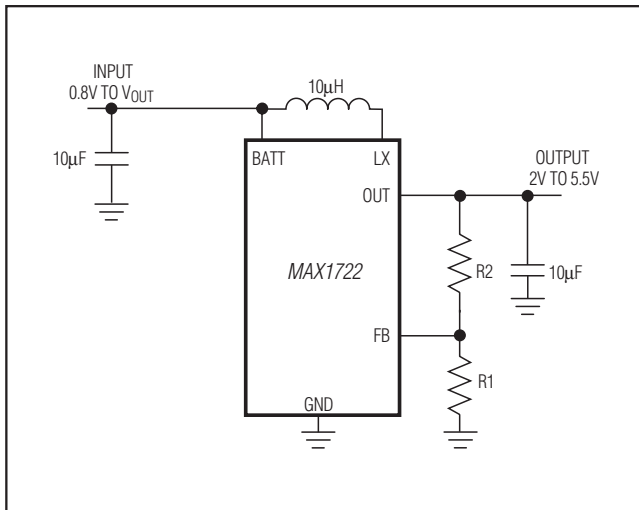 INPUT
0.8V TO VOUT
10μH
10μF
BATT
LX
OUT
OUTPUT
2V TO 5.5V
MAX1722
R2
10μF
FB
R1
GND